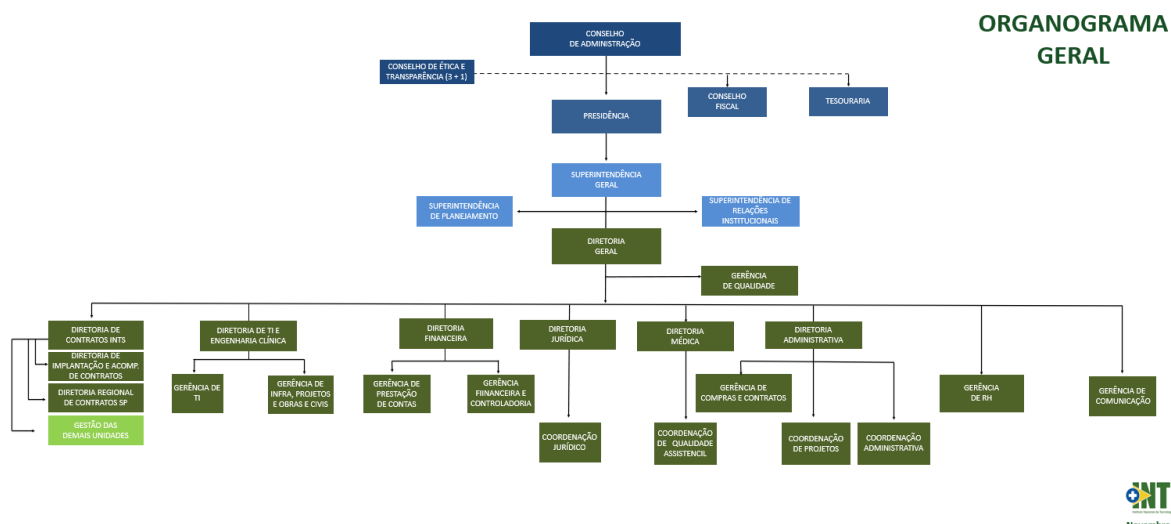 ORGANOGRAMA
GERAL
CONSELHO
DE ADMINISTRAÇÃO
CONSELHO DE ÉTICA E
TRANSPARÊNCIA (3 + 1)
CONSELHO
FISCAL
TESOURARIA
PRESIDÊNCIA
SUPERINTENDÊNCIA
GERAL
SUPERINTENDÊNCIA
DE PLANEJAMENTO
SUPERINTENDÊNCIA DE
RELAÇÕES
INSTITUCIONAIS
DIRETORIA
GERAL
GERÊNCIA
DE QUALIDADE
DIRETORIA DE
CONTRATOS INTS
DIRETORIA DE TI E
ENGENHARIA CLÍNICA
DIRETORIA
FINANCEIRA
DIRETORIA
JURÍDICA
DIRETORIA
MÉDICA
DIRETORIA
ADMINISTRATIVA
DIRETORIA DE
IMPLANTAÇÃO E ACOMP.
DE CONTRATOS
DIRETORIA REGIONAL
DE CONTRATOS SP
GESTÃO DAS
DEMAIS UNIDADES
GERÊNCIA DE
TI
GERÊNCIA DE
INFRA, PROJETOS
E OBRAS E CIVIS
GERÊNCIA DE
PRESTAÇÃO
DE CONTAS
GERÊNCIA
FIINANCEIRA E
CONTROLADORIA
GERÊNCIA DE
COMPRAS E CONTRATOS
GERÊNCIA
DE RH
GERÊNCIA DE
COMUNICAÇÃO
COORDENAÇÃO
JURÍDICO
COORDENAÇÃO
DE QUALIDADE
ASSISTENCIL
COORDENAÇÃO
DE PROJETOS
COORDENAÇÃO
ADMINISTRATIVA
INT